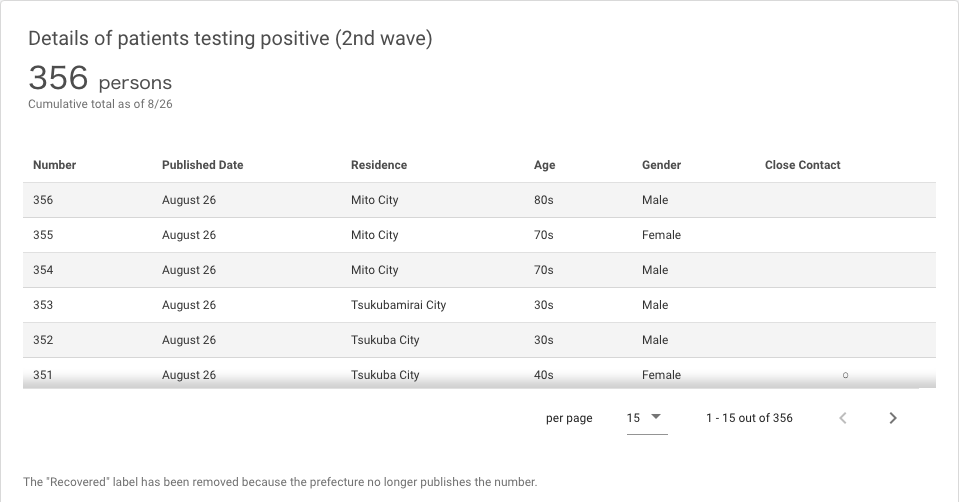 Details of patients testing positive (2nd wave)
356 persons
Cumulative total as of 8/26
Number Published Date Residence Age Gender Close Contact
356 August 26 Mito City 80s Male
355 August 26 Mito City 70s Female
354 August 26 Mito City 70s Male
353 August 26 Tsukubamirai City 30s Male
352 August 26 Tsukuba City 30s Male
351 August 26 Tsukuba City 40s Female ○
per page 15 1 - 15 out of 356
The "Recovered" label has been removed because the prefecture no longer publishes the number.